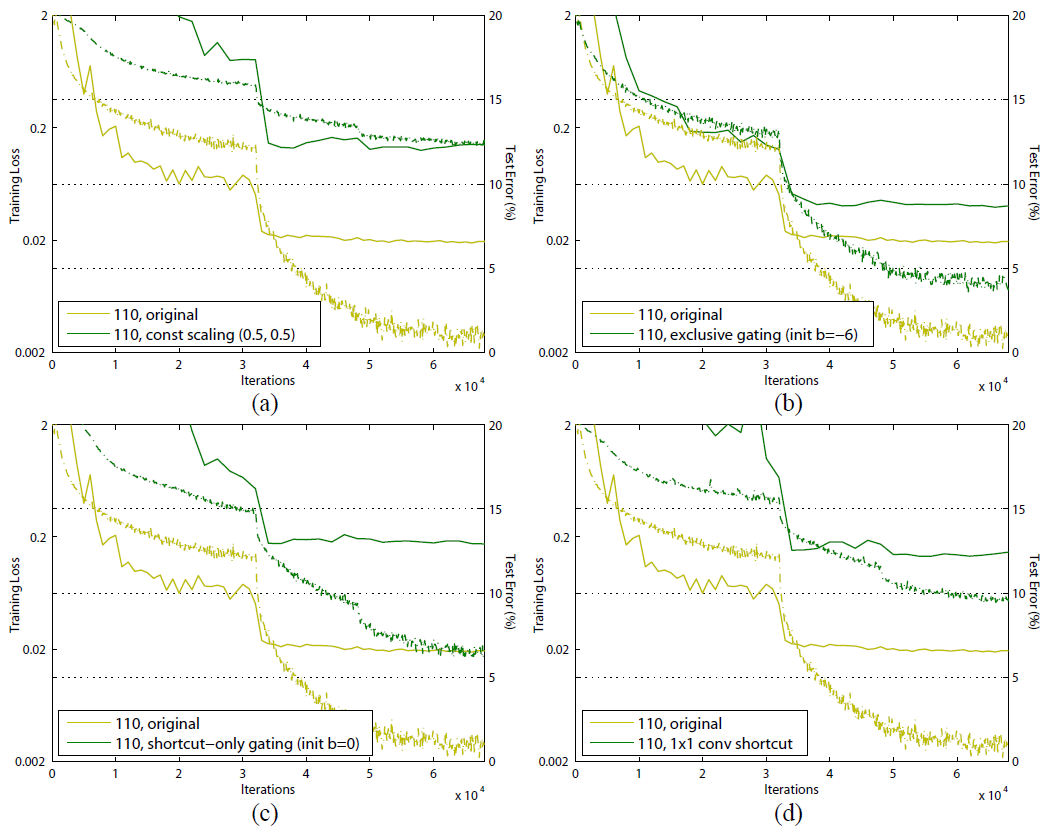 2
0.2
0.02
0.002
Training Loss
20
15
10
5
0
Test Error (%)
110, original
110, const scaling (0.5, 0.5)
0 1 2 3 4 5 6
Iterations
x 10^4
(a)
2
0.2
0.02
0.002
Training Loss
20
15
10
5
0
Test Error (%)
110, original
110, exclusive gating (init b=−6)
0 1 2 3 4 5 6
Iterations
x 10^4
(b)
2
0.2
0.02
0.002
Training Loss
20
15
10
5
0
Test Error (%)
110, original
110, shortcut−only gating (init b=0)
0 1 2 3 4 5 6
Iterations
x 10^4
(c)
2
0.2
0.02
0.002
Training Loss
20
15
10
5
0
Test Error (%)
110, original
110, 1x1 conv shortcut
0 1 2 3 4 5 6
Iterations
x 10^4
(d)